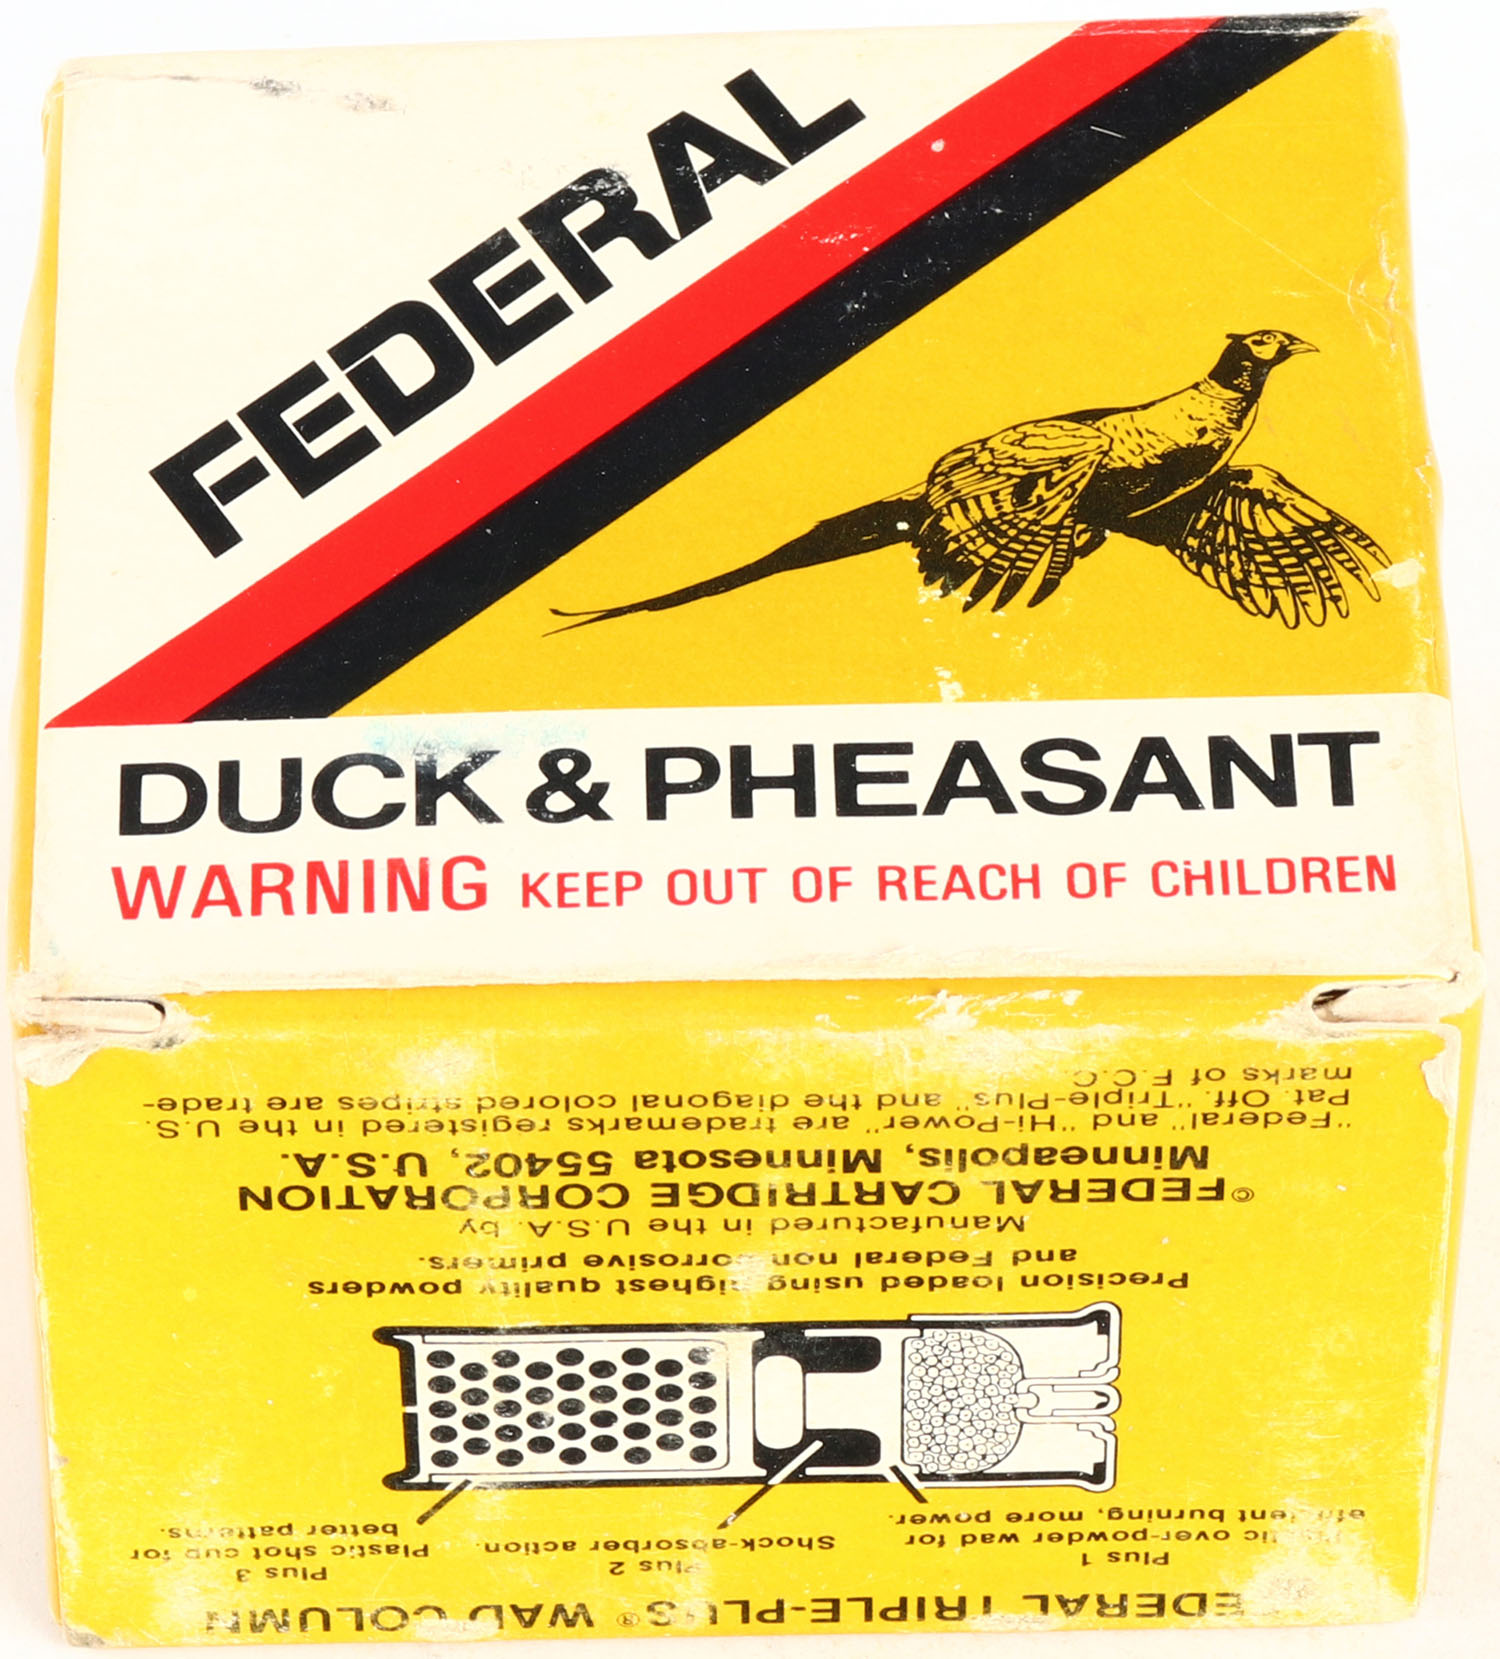 FEDERAL
DUCK & PHEASANT
WARNING KEEP OUT OF REACH OF CHILDREN
FEDERAL TRIPLE-PLUS® WAD COLUMN
Plus 1
Plastic over-powder wad for
efficient burning, more power.
Plus 2
Shock-absorber action.
Plus 3
Plastic shot cup for
better patterns.
Precision loaded using highest quality powders
and Federal non-corrosive primers.
Manufactured in the U.S.A. by
©FEDERAL CARTRIDGE CORPORATION
Minneapolis, Minnesota 55402, U.S.A.
"Federal" and "Hi-Power" are trademarks registered in the U.S.
Pat. Off. "Triple-Plus" and the diagonal colored stripes are trade-
marks of F.C.C.